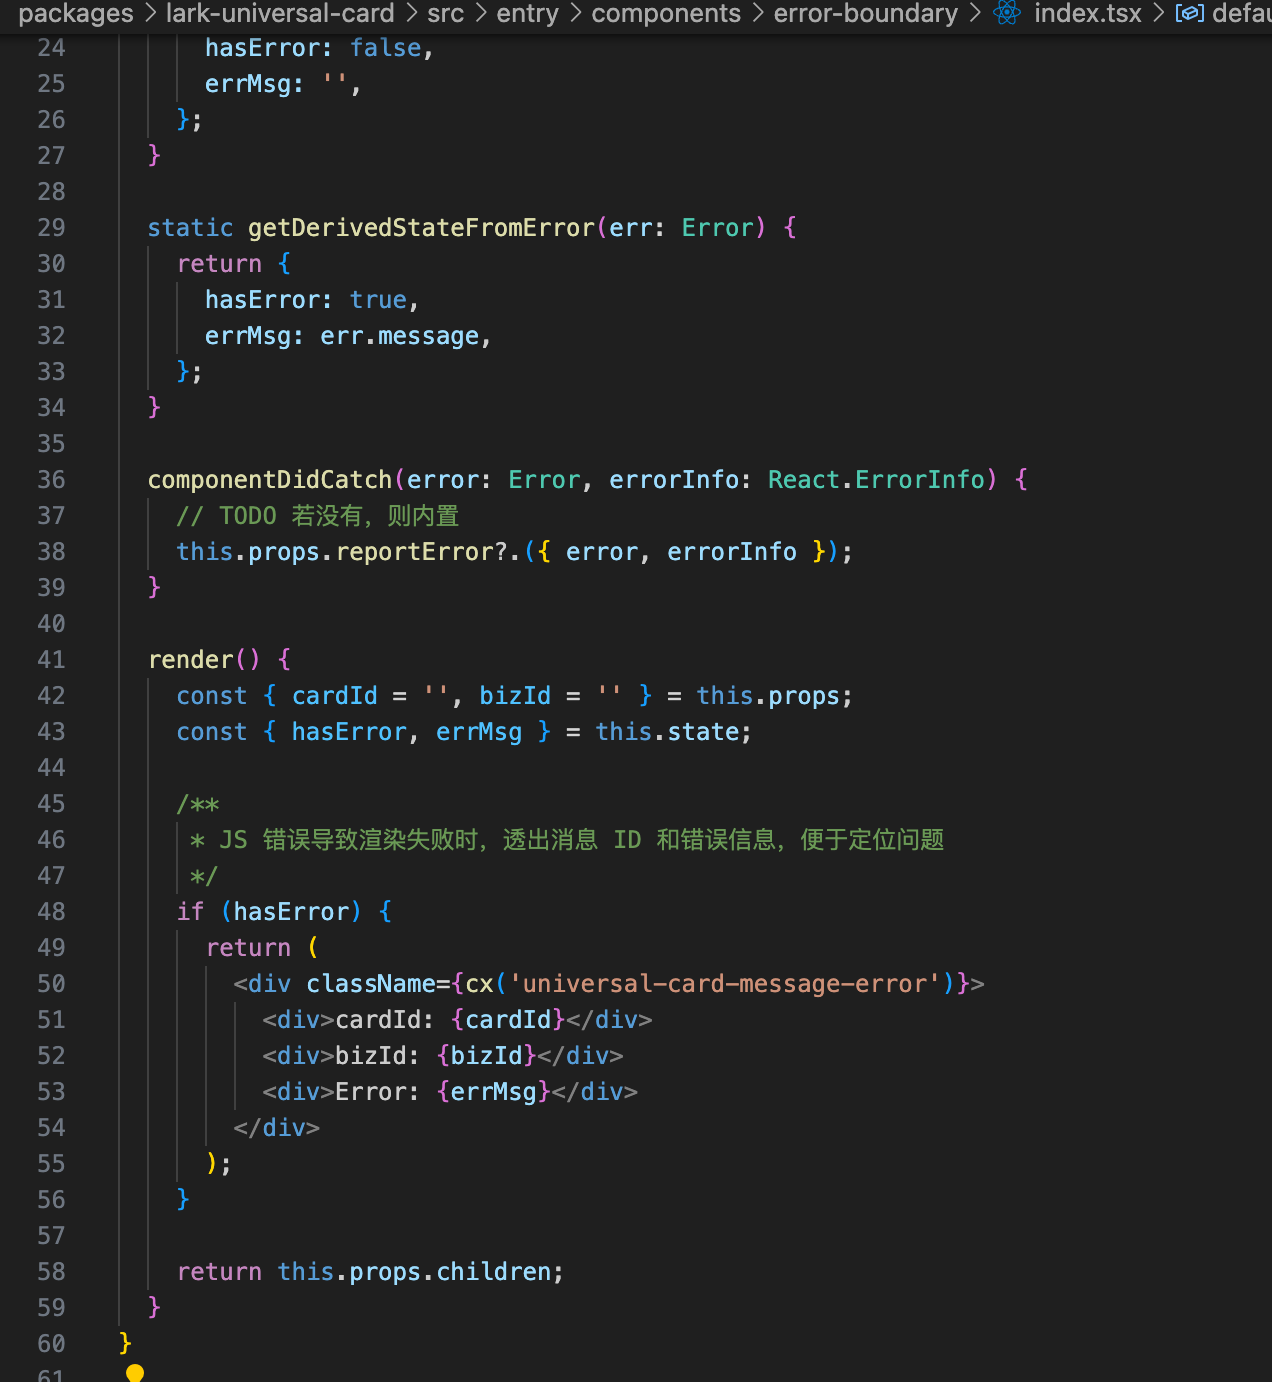 packages > lark-universal-card > src > entry > components > error-boundary > index.tsx > defau
24 hasError: false,
25 errMsg: '',
26 };
27 }
28
29 static getDerivedStateFromError(err: Error) {
30 return {
31 hasError: true,
32 errMsg: err.message,
33 };
34 }
35
36 componentDidCatch(error: Error, errorInfo: React.ErrorInfo) {
37 // TODO 若没有，则内置
38 this.props.reportError?.({ error, errorInfo });
39 }
40
41 render() {
42 const { cardId = '', bizId = '' } = this.props;
43 const { hasError, errMsg } = this.state;
44
45 /**
46 * JS 错误导致渲染失败时，透出消息 ID 和错误信息，便于定位问题
47 */
48 if (hasError) {
49 return (
50 <div className={cx('universal-card-message-error')}>
51 <div>cardId: {cardId}</div>
52 <div>bizId: {bizId}</div>
53 <div>Error: {errMsg}</div>
54 </div>
55 );
56 }
57
58 return this.props.children;
59 }
60 }
61